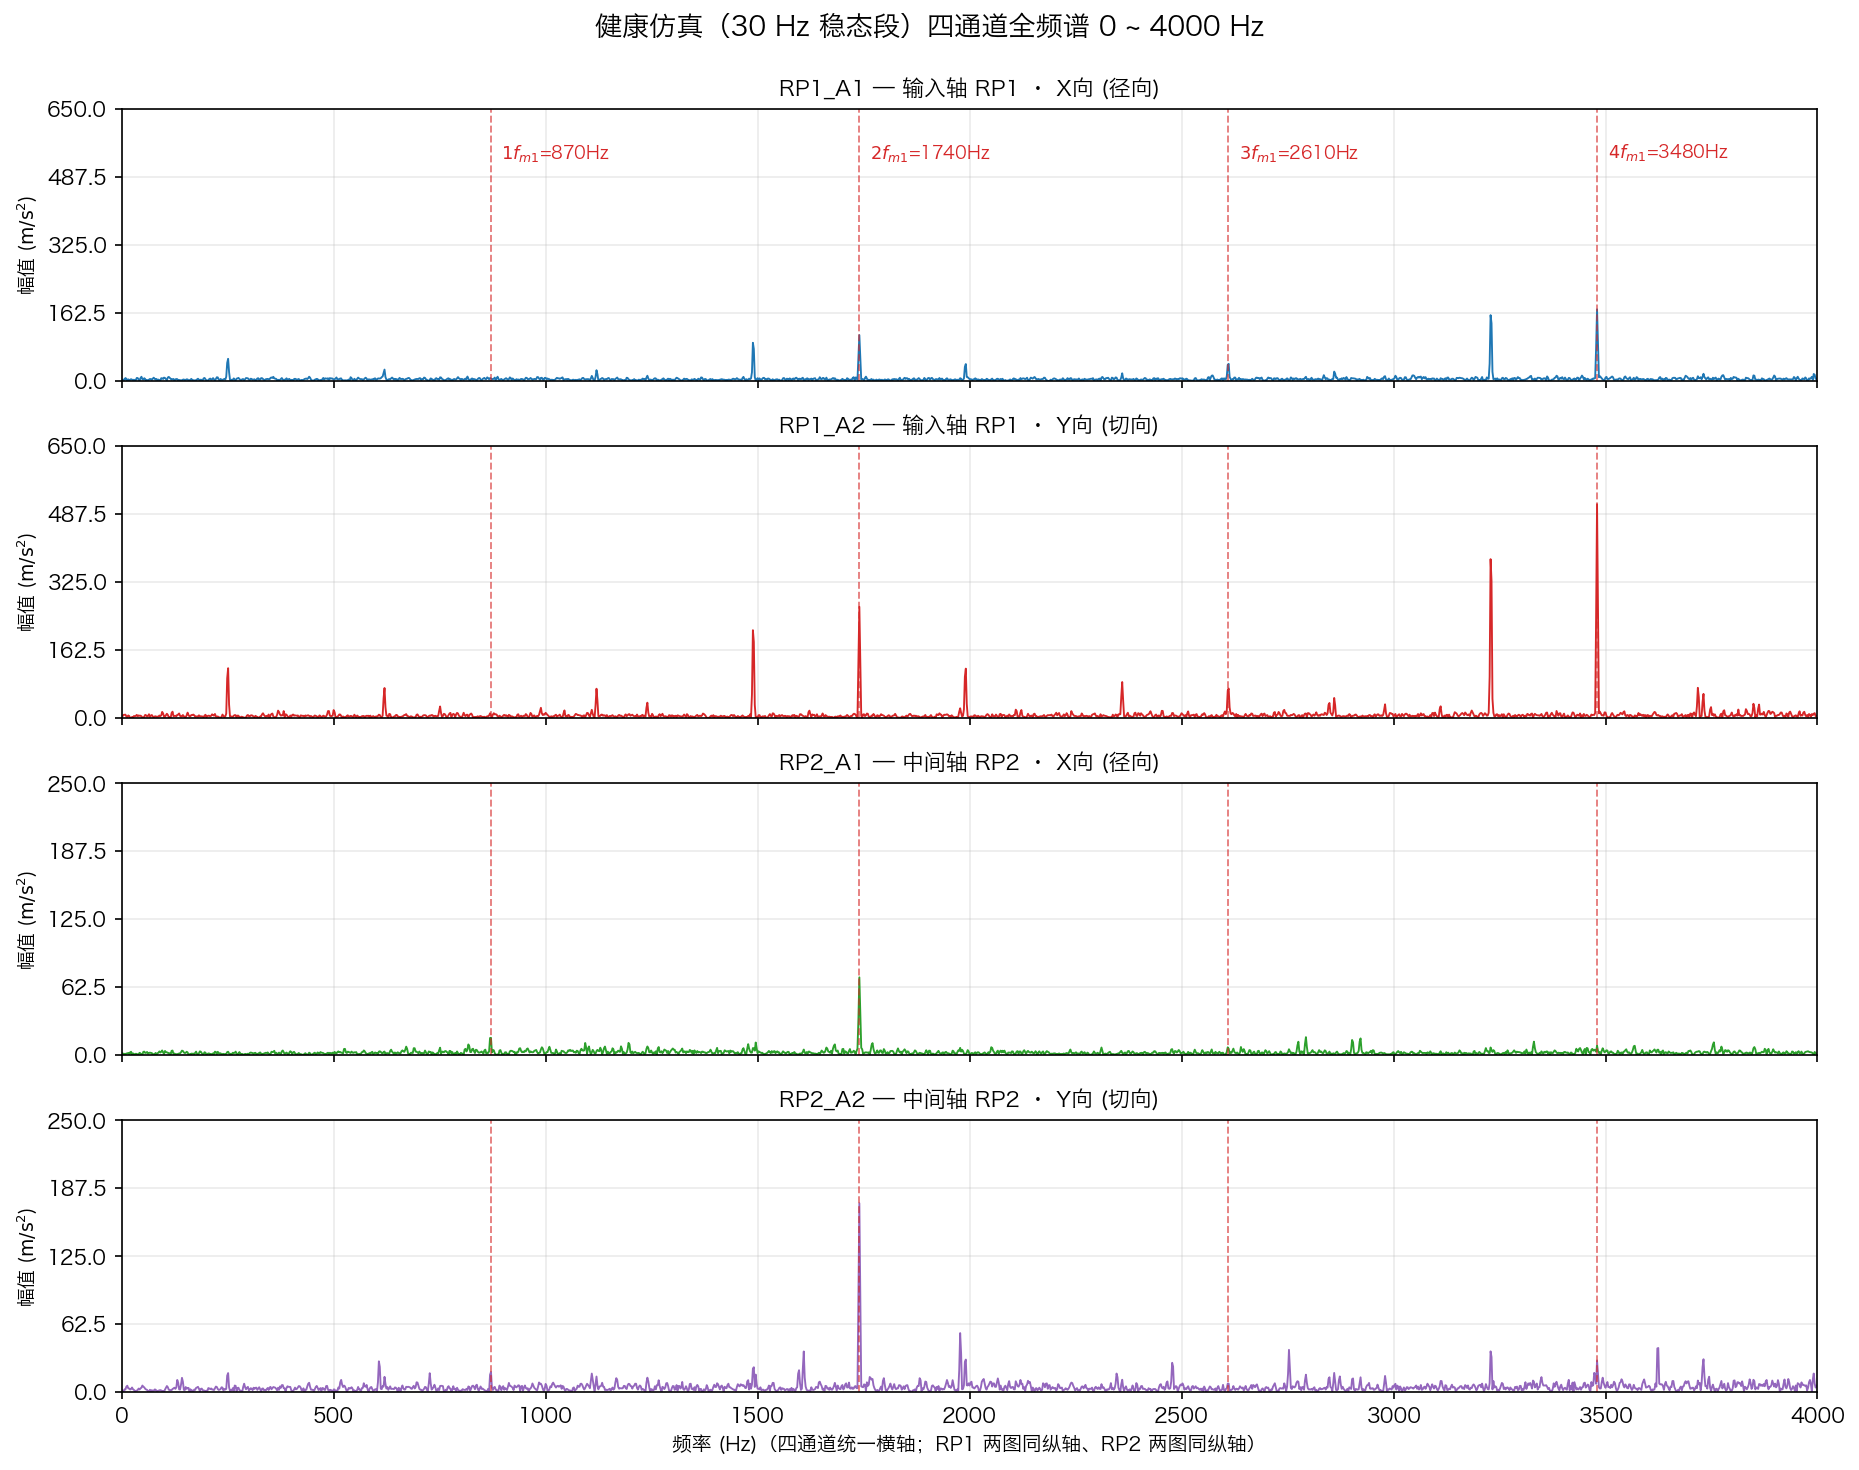 健康仿真（30 Hz 稳态段）四通道全频谱 0 ~ 4000 Hz
RP1_A1 — 输入轴 RP1 · X向 (径向)
650.0
487.5
325.0
162.5
0.0
幅值 (m/s²)
1fm1=870Hz
2fm1=1740Hz
3fm1=2610Hz
4fm1=3480Hz
RP1_A2 — 输入轴 RP1 · Y向 (切向)
650.0
487.5
325.0
162.5
0.0
幅值 (m/s²)
RP2_A1 — 中间轴 RP2 · X向 (径向)
250.0
187.5
125.0
62.5
0.0
幅值 (m/s²)
RP2_A2 — 中间轴 RP2 · Y向 (切向)
250.0
187.5
125.0
62.5
0.0
幅值 (m/s²)
0 500 1000 1500 2000 2500 3000 3500 4000
频率 (Hz)（四通道统一横轴；RP1 两图同纵轴、RP2 两图同纵轴）